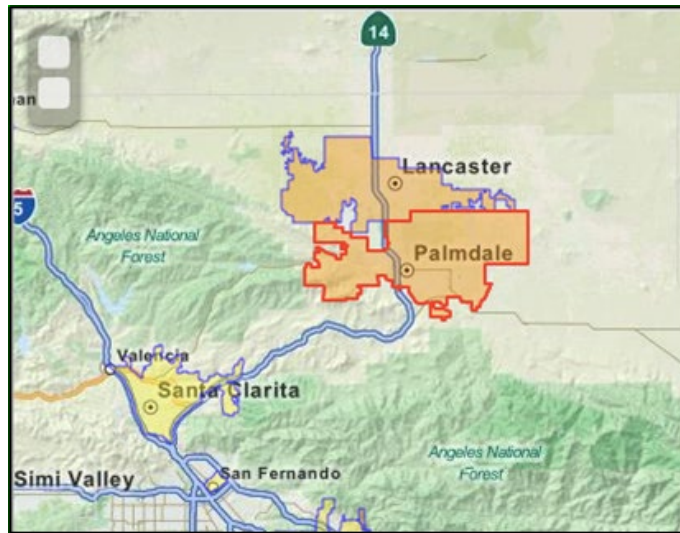 14
an
Lancaster
5
Angeles National
Forest
Palmdale
Valencia
Santa Clarita
Angeles National
Forest
San Fernando
Simi Valley